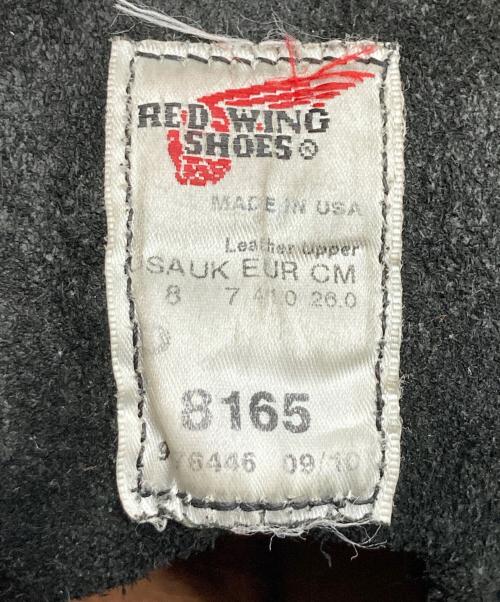 RED WING
SHOES®
MADE IN USA
Leather Upper
USA UK EUR CM
8 7 41.0 26.0
D
8165
976446 09/10